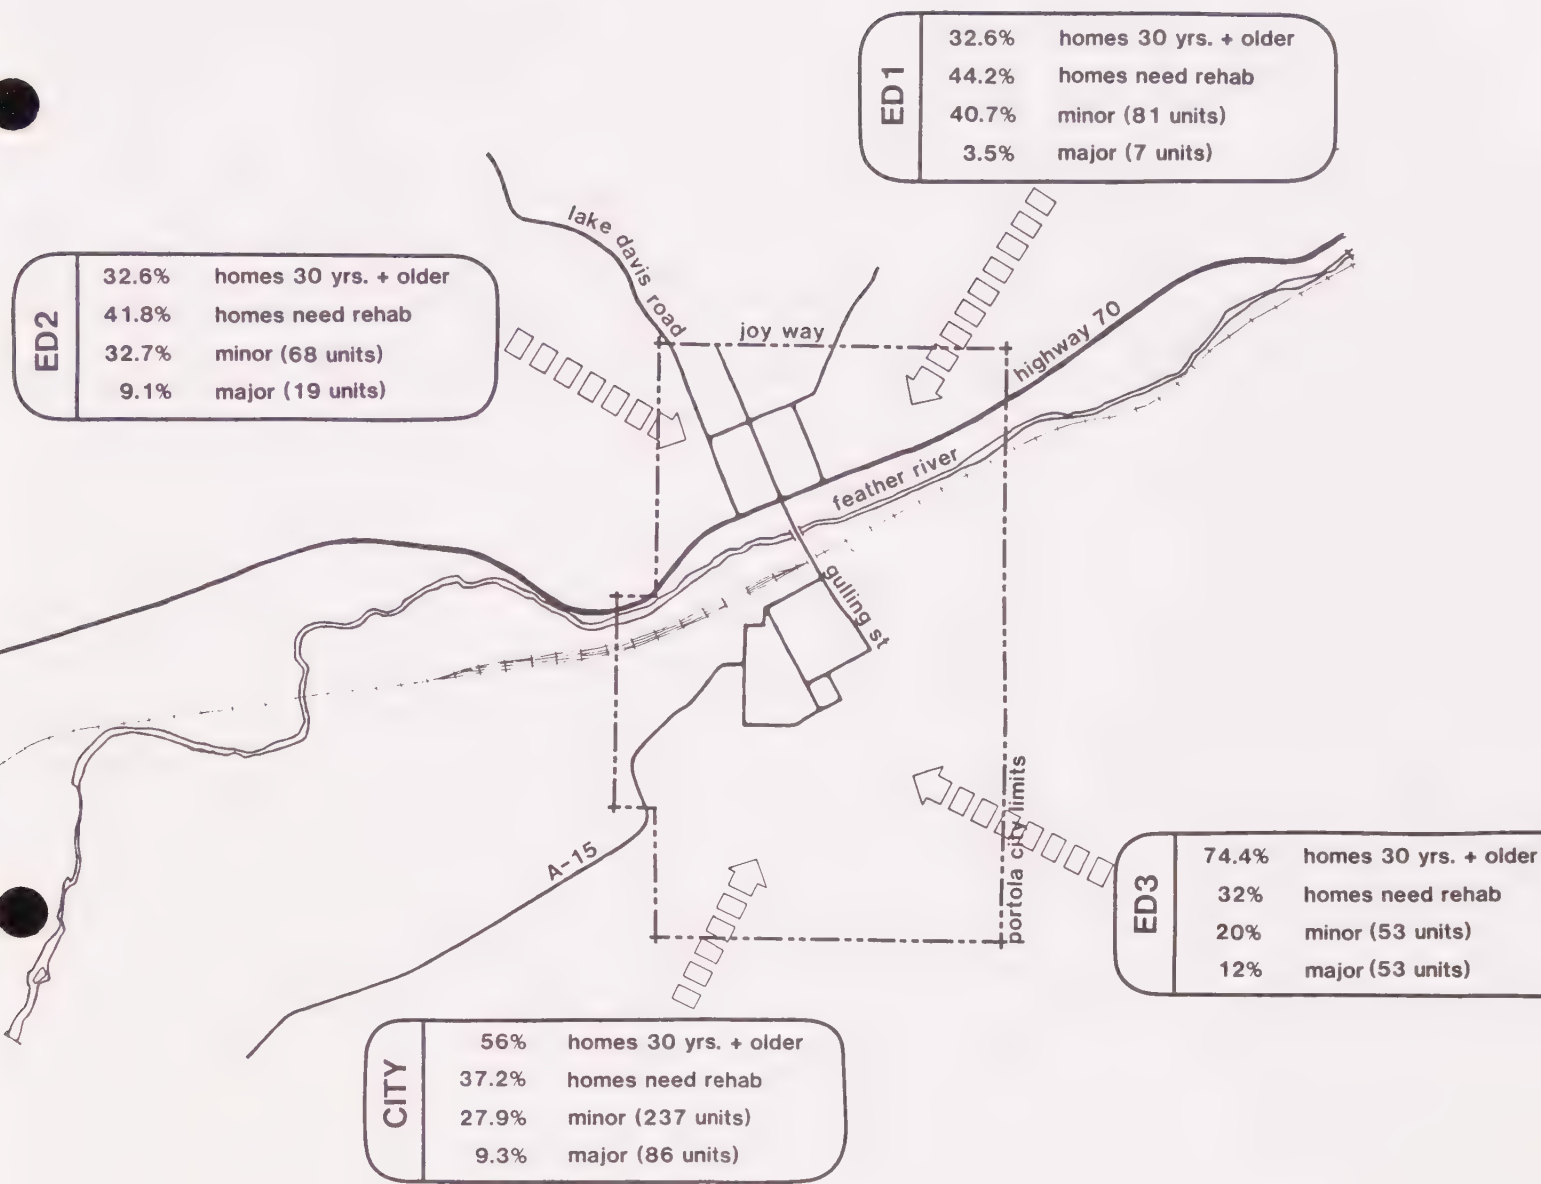 ED1
32.6% homes 30 yrs. + older
44.2% homes need rehab
40.7% minor (81 units)
3.5% major (7 units)
ED2
32.6% homes 30 yrs. + older
41.8% homes need rehab
32.7% minor (68 units)
9.1% major (19 units)
lake davis road
joy way
highway 70
feather river
gulling st
portola city limits
A-15
ED3
74.4% homes 30 yrs. + older
32% homes need rehab
20% minor (53 units)
12% major (53 units)
CITY
56% homes 30 yrs. + older
37.2% homes need rehab
27.9% minor (237 units)
9.3% major (86 units)